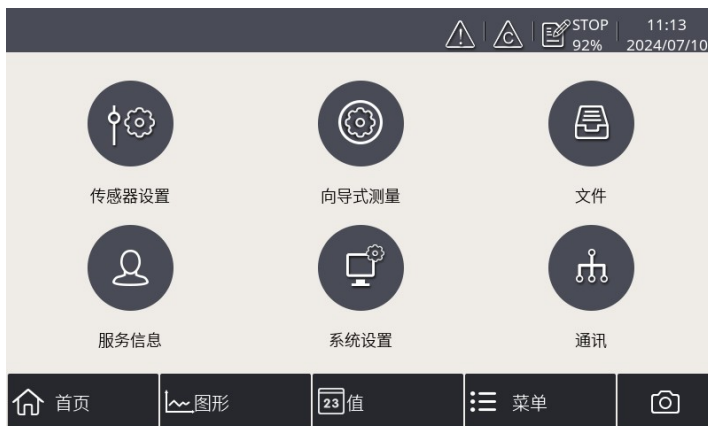 STOP 11:13
92% 2024/07/10
C
传感器设置 向导式测量 文件
服务信息 系统设置 通讯
首页 图形 23 值 菜单